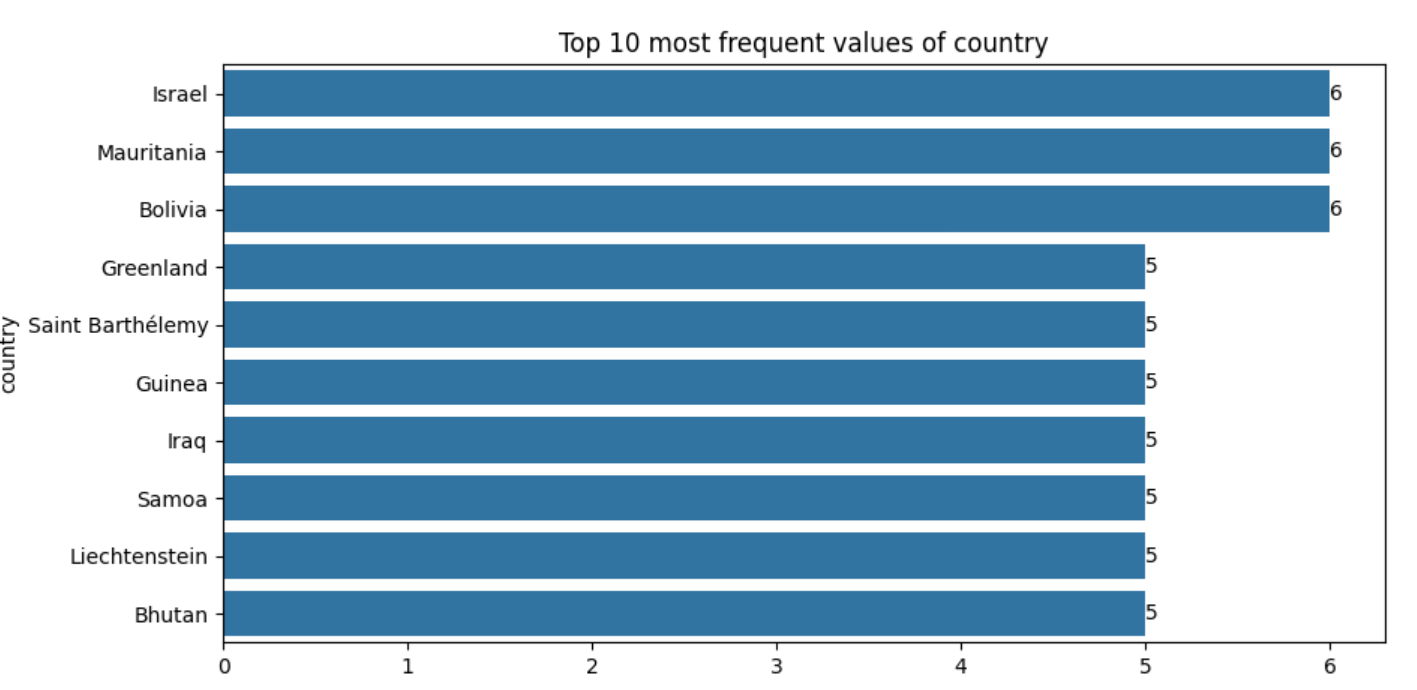 Top 10 most frequent values of country
country
Israel 6
Mauritania 6
Bolivia 6
Greenland 5
Saint Barthélemy 5
Guinea 5
Iraq 5
Samoa 5
Liechtenstein 5
Bhutan 5
0 1 2 3 4 5 6